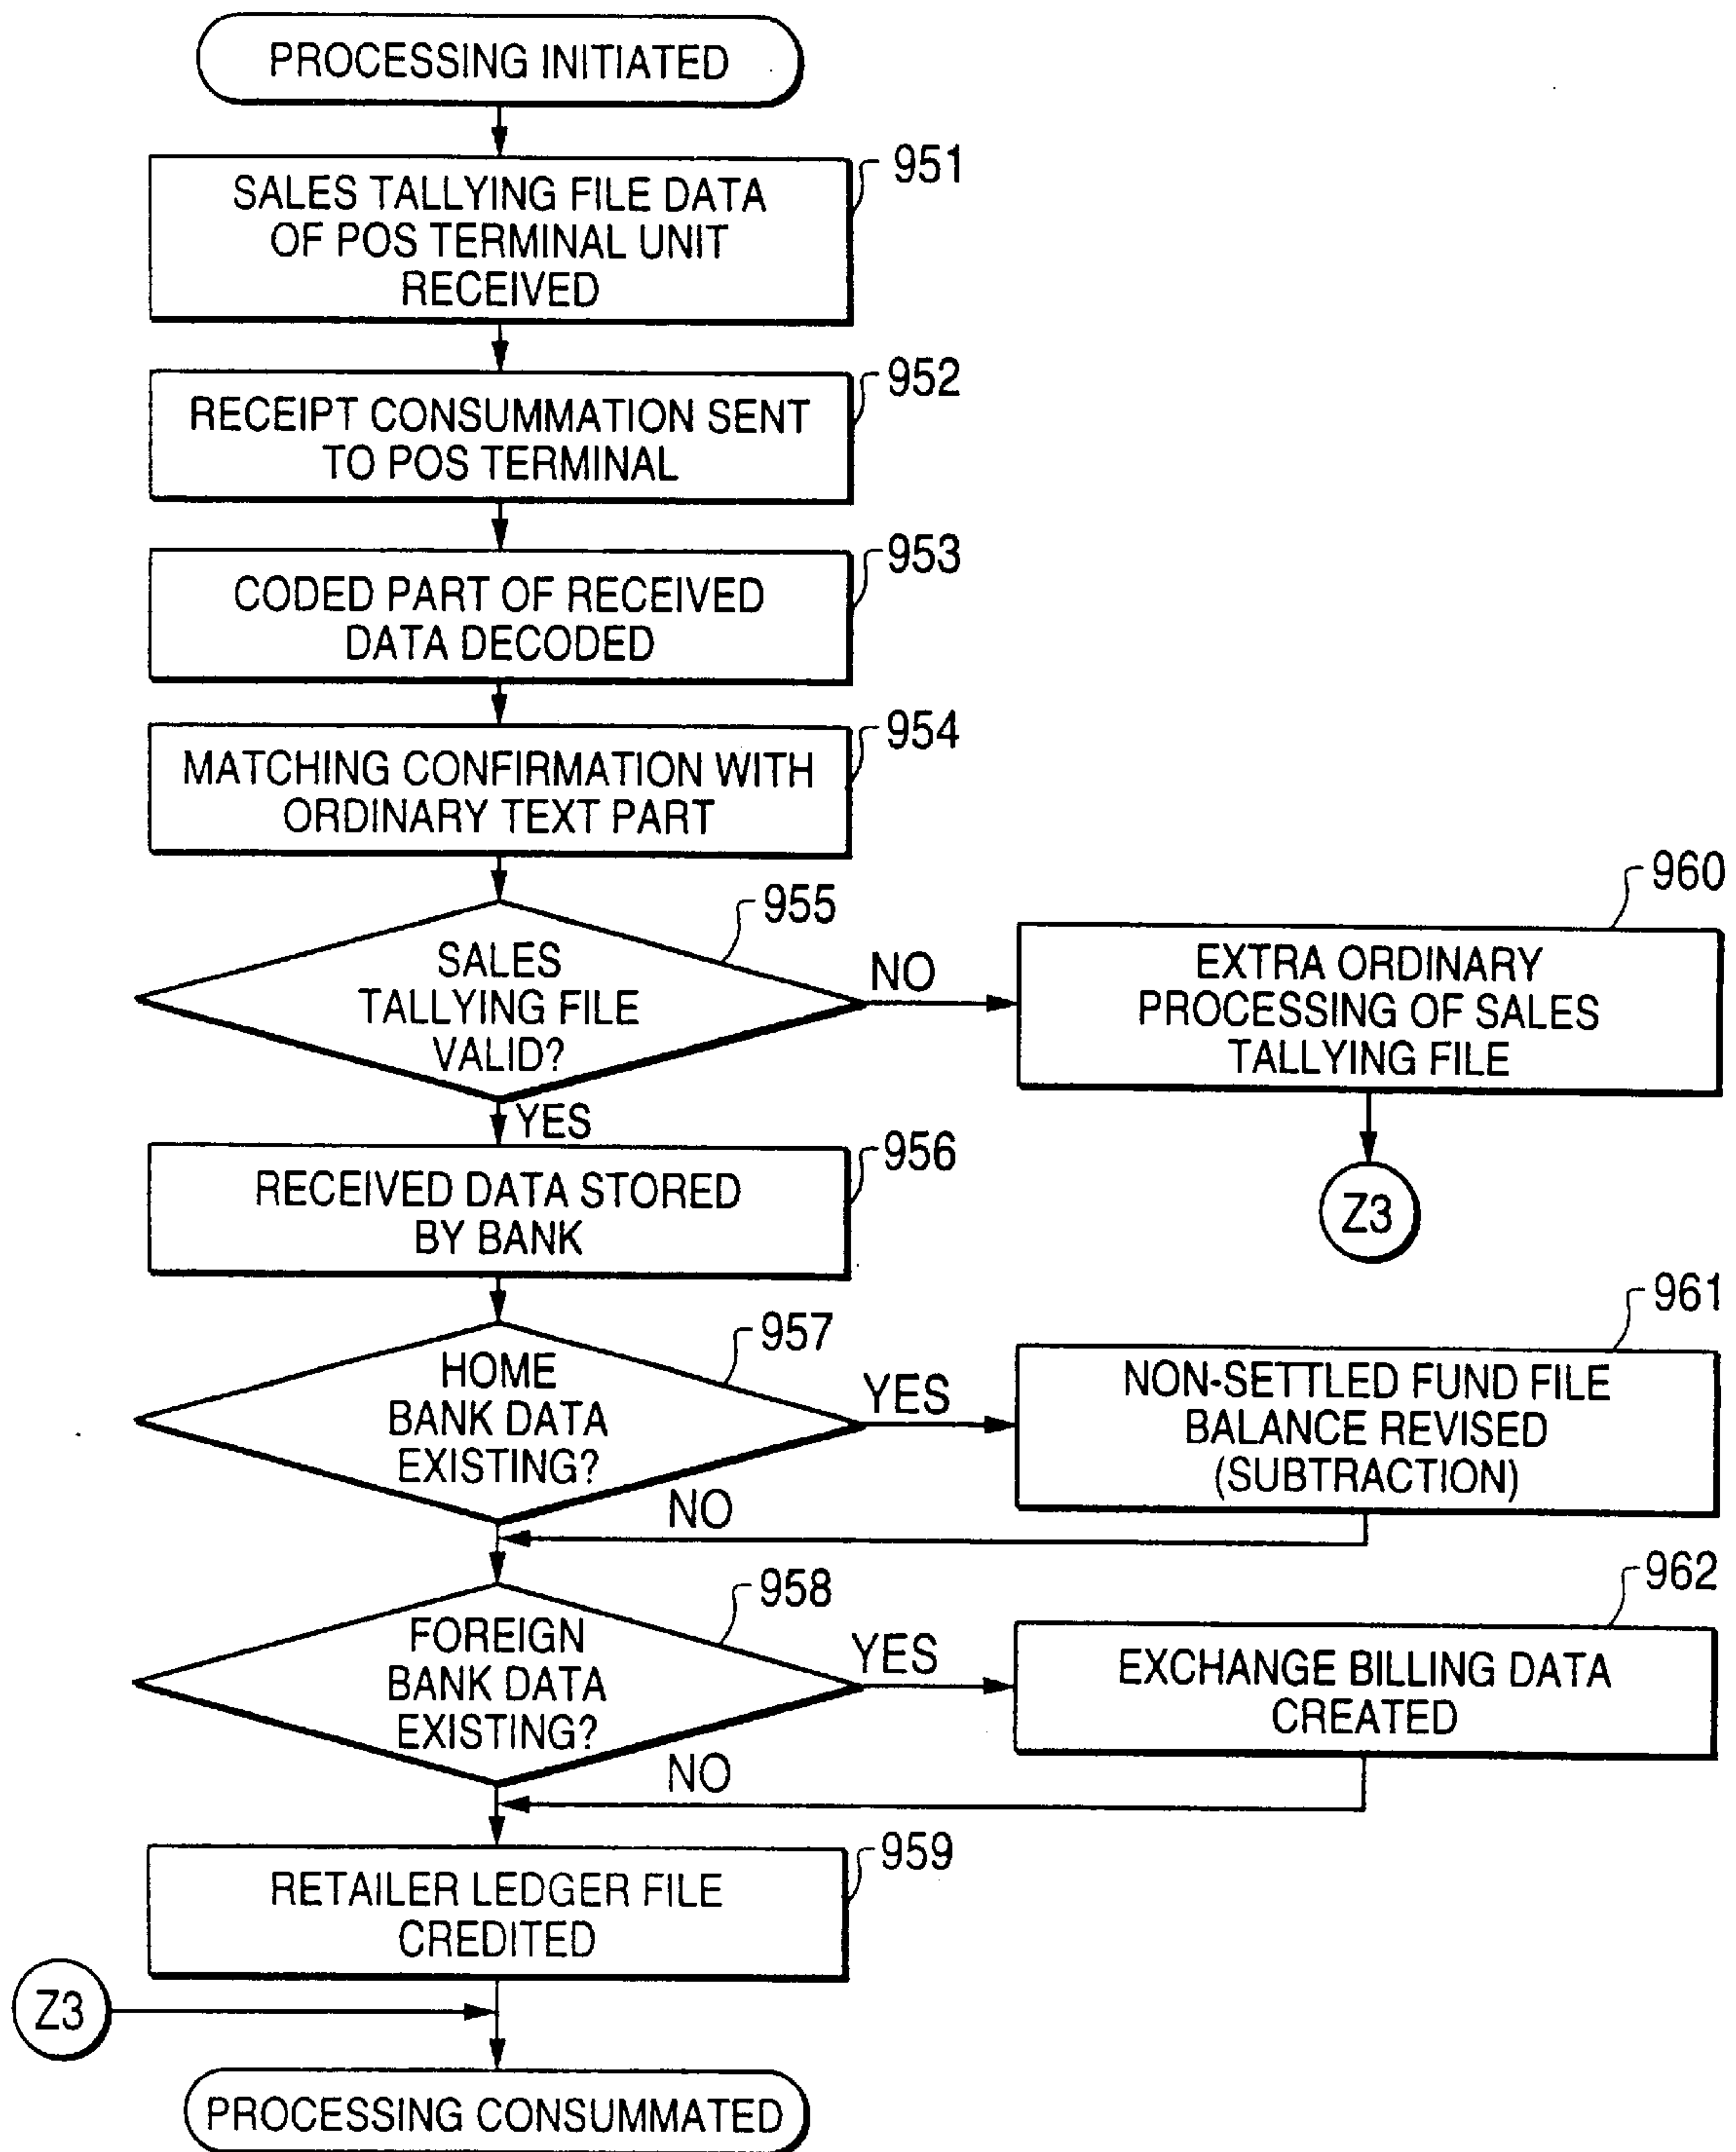 PROCESSING INITIATED
951
SALES TALLYING FILE DATA
OF POS TERMINAL UNIT
RECEIVED
952
RECEIPT CONSUMMATION SENT
TO POS TERMINAL
953
CODED PART OF RECEIVED
DATA DECODED
954
MATCHING CONFIRMATION WITH
ORDINARY TEXT PART
955
SALES
TALLYING FILE
VALID?
NO
960
EXTRA ORDINARY
PROCESSING OF SALES
TALLYING FILE
Z3
YES
956
RECEIVED DATA STORED
BY BANK
957
HOME
BANK DATA
EXISTING?
YES
961
NON-SETTLED FUND FILE
BALANCE REVISED
(SUBTRACTION)
NO
958
FOREIGN
BANK DATA
EXISTING?
YES
962
EXCHANGE BILLING DATA
CREATED
NO
959
RETAILER LEDGER FILE
CREDITED
Z3
PROCESSING CONSUMMATED